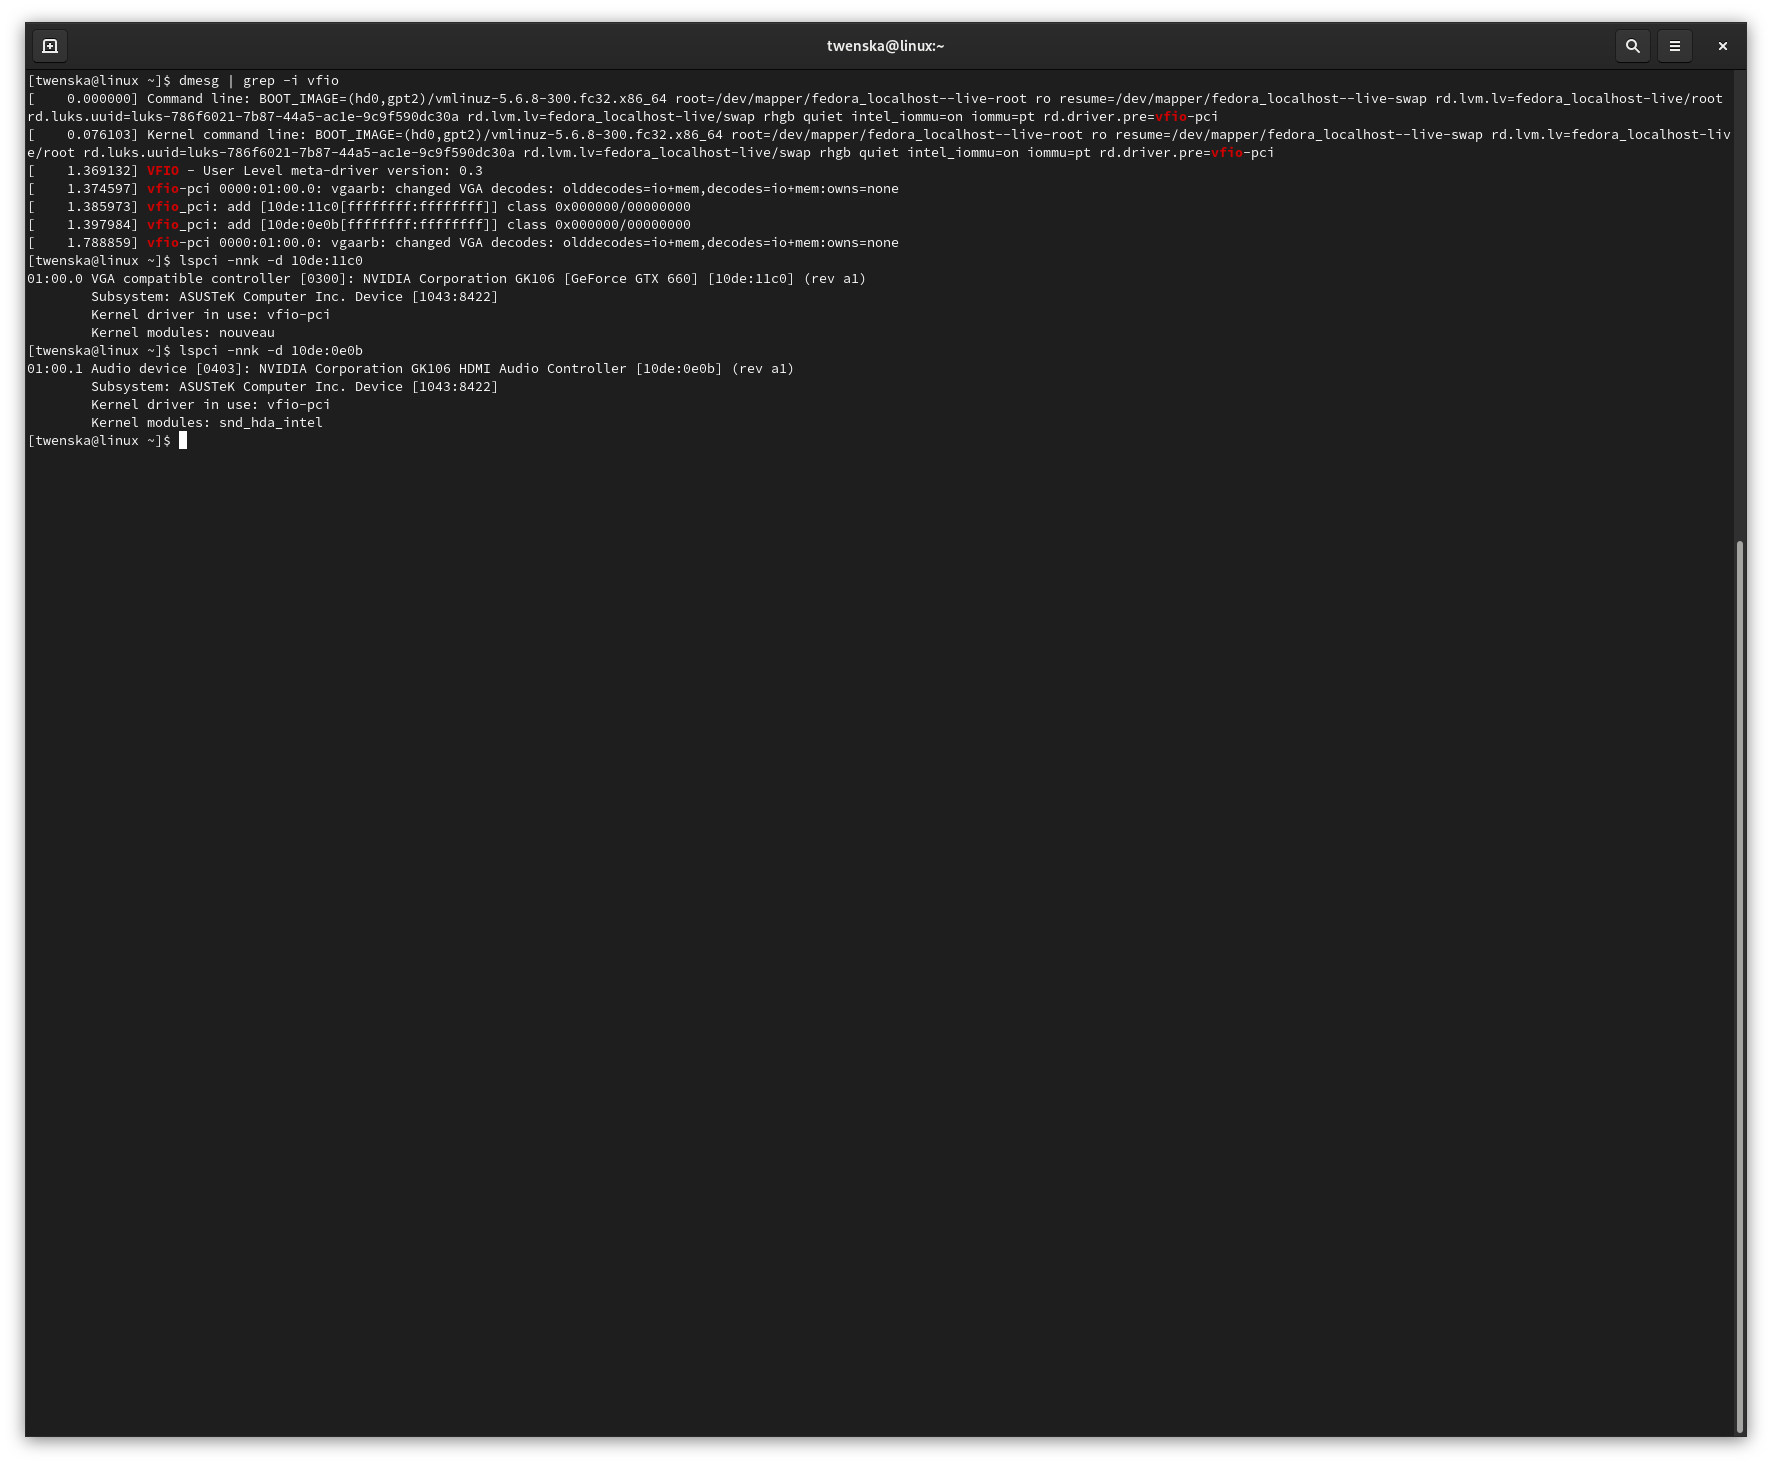 twenska@linux:~
[twenska@linux ~]$ dmesg | grep -i vfio
[    0.000000] Command line: BOOT_IMAGE=(hd0,gpt2)/vmlinuz-5.6.8-300.fc32.x86_64 root=/dev/mapper/fedora_localhost--live-root ro resume=/dev/mapper/fedora_localhost--live-swap rd.lvm.lv=fedora_localhost-live/root
rd.luks.uuid=luks-786f6021-7b87-44a5-ac1e-9c9f590dc30a rd.lvm.lv=fedora_localhost-live/swap rhgb quiet intel_iommu=on iommu=pt rd.driver.pre=vfio-pci
[    0.076103] Kernel command line: BOOT_IMAGE=(hd0,gpt2)/vmlinuz-5.6.8-300.fc32.x86_64 root=/dev/mapper/fedora_localhost--live-root ro resume=/dev/mapper/fedora_localhost--live-swap rd.lvm.lv=fedora_localhost-liv
e/root rd.luks.uuid=luks-786f6021-7b87-44a5-ac1e-9c9f590dc30a rd.lvm.lv=fedora_localhost-live/swap rhgb quiet intel_iommu=on iommu=pt rd.driver.pre=vfio-pci
[    1.369132] VFIO - User Level meta-driver version: 0.3
[    1.374597] vfio-pci 0000:01:00.0: vgaarb: changed VGA decodes: olddecodes=io+mem,decodes=io+mem:owns=none
[    1.385973] vfio_pci: add [10de:11c0[ffffffff:ffffffff]] class 0x000000/00000000
[    1.397984] vfio_pci: add [10de:0e0b[ffffffff:ffffffff]] class 0x000000/00000000
[    1.788859] vfio-pci 0000:01:00.0: vgaarb: changed VGA decodes: olddecodes=io+mem,decodes=io+mem:owns=none
[twenska@linux ~]$ lspci -nnk -d 10de:11c0
01:00.0 VGA compatible controller [0300]: NVIDIA Corporation GK106 [GeForce GTX 660] [10de:11c0] (rev a1)
        Subsystem: ASUSTeK Computer Inc. Device [1043:8422]
        Kernel driver in use: vfio-pci
        Kernel modules: nouveau
[twenska@linux ~]$ lspci -nnk -d 10de:0e0b
01:00.1 Audio device [0403]: NVIDIA Corporation GK106 HDMI Audio Controller [10de:0e0b] (rev a1)
        Subsystem: ASUSTeK Computer Inc. Device [1043:8422]
        Kernel driver in use: vfio-pci
        Kernel modules: snd_hda_intel
[twenska@linux ~]$